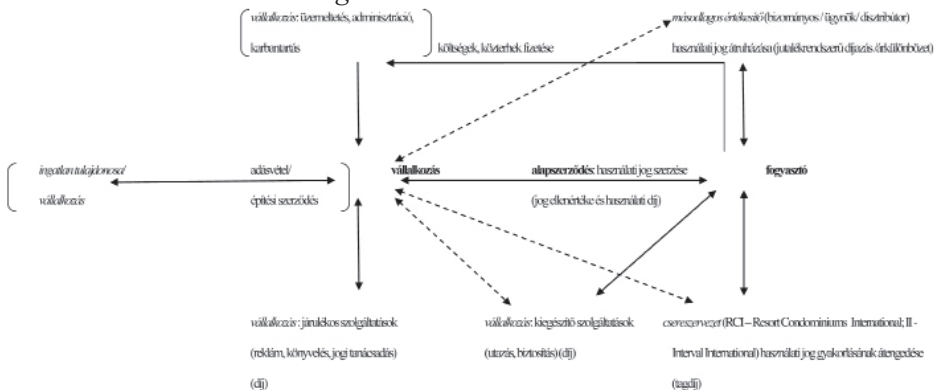 vállalkozás: üzemeltetés, adminisztráció,
karbantartás
költségek, közterhek fizetése
másodlagos értékesítő (bizományos / ügynök / disztribútor)
használati jog átruházása (jutalékrendszerű díjazás /árkülönbözet)
ingatlan tulajdonosa/
vállalkozás
adásvétel/
építési szerződés
vállalkozás
alapszerződés: használati jog szerzése
(jog ellenértéke és használati díj)
fogyasztó
vállalkozás : járulékos szolgáltatások
(reklám, könyvelés, jogi tanácsadás)
(díj)
vállalkozás: kiegészítő szolgáltatások
(utazás, biztosítás) (díj)
csereszervezet (RCI – Resort Condominiums International; II -
Interval International) használati jog gyakorlásának átengedése
(tagdíj)